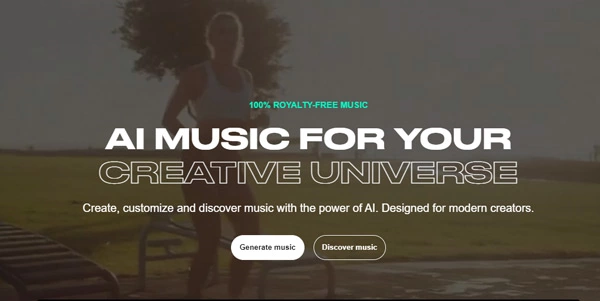 100% ROYALTY-FREE MUSIC
AI MUSIC FOR YOUR
CREATIVE UNIVERSE
Create, customize and discover music with the power of AI. Designed for modern creators.
Generate music
Discover music